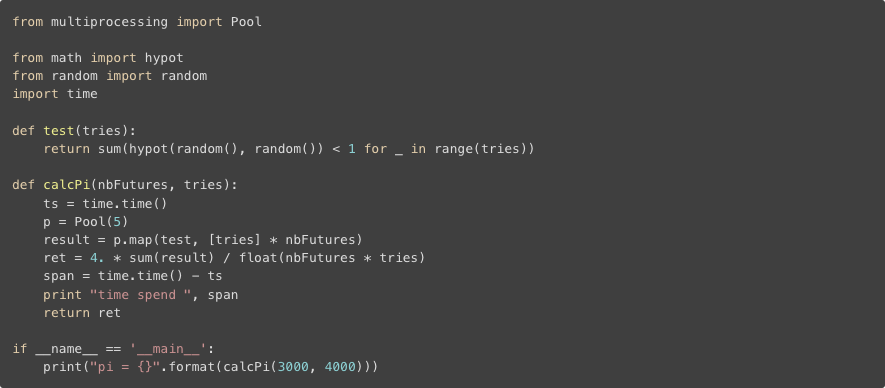 from multiprocessing import Pool

from math import hypot
from random import random
import time

def test(tries):
    return sum(hypot(random(), random()) < 1 for _ in range(tries))

def calcPi(nbFutures, tries):
    ts = time.time()
    p = Pool(5)
    result = p.map(test, [tries] * nbFutures)
    ret = 4. * sum(result) / float(nbFutures * tries)
    span = time.time() - ts
    print "time spend ", span
    return ret

if __name__ == '__main__':
    print("pi = {}".format(calcPi(3000, 4000)))